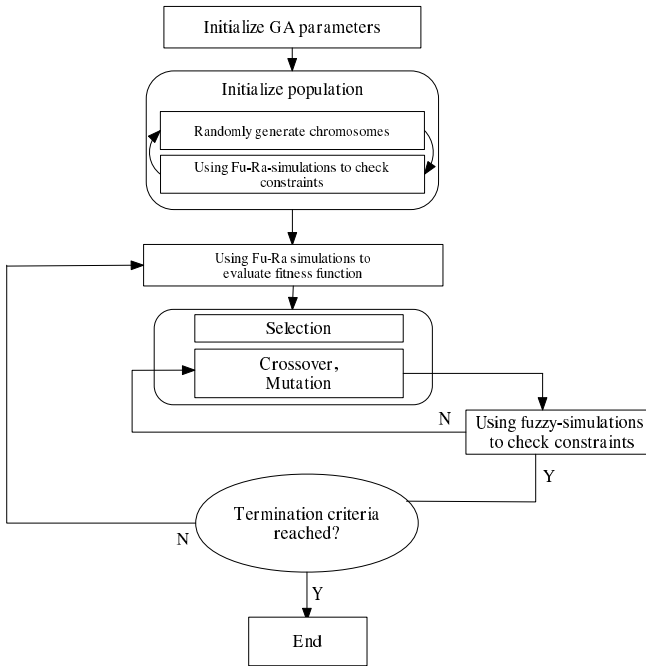 Initialize GA parameters
Initialize population
Randomly generate chromosomes
Using Fu-Ra-simulations to check
constraints
Using Fu-Ra simulations to
evaluate fitness function
Selection
Crossover,
Mutation
N
Using fuzzy-simulations
to check constraints
Y
Termination criteria
reached?
N
Y
End